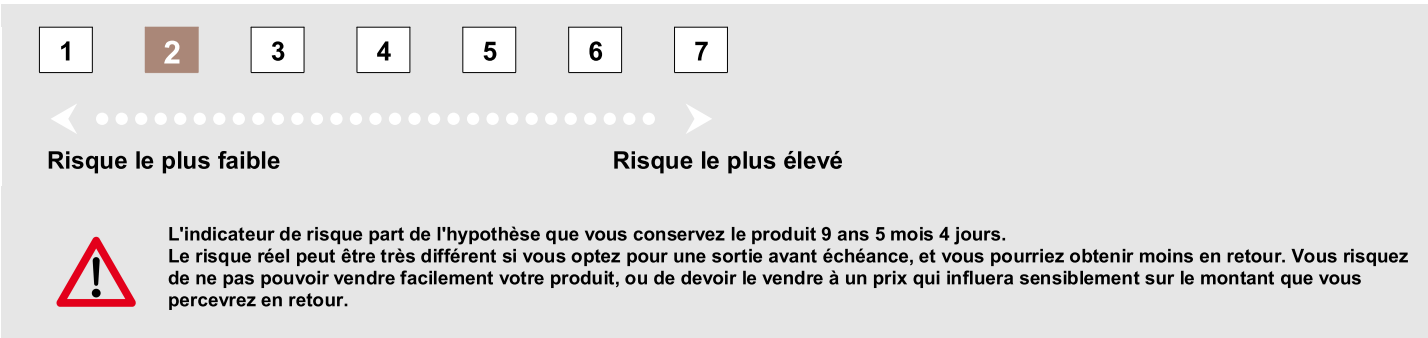 1 2 3 4 5 6 7
Risque le plus faible Risque le plus élevé
L'indicateur de risque part de l'hypothèse que vous conservez le produit 9 ans 5 mois 4 jours.
Le risque réel peut être très différent si vous optez pour une sortie avant échéance, et vous pourriez obtenir moins en retour. Vous risquez
de ne pas pouvoir vendre facilement votre produit, ou de devoir le vendre à un prix qui influera sensiblement sur le montant que vous
percevrez en retour.